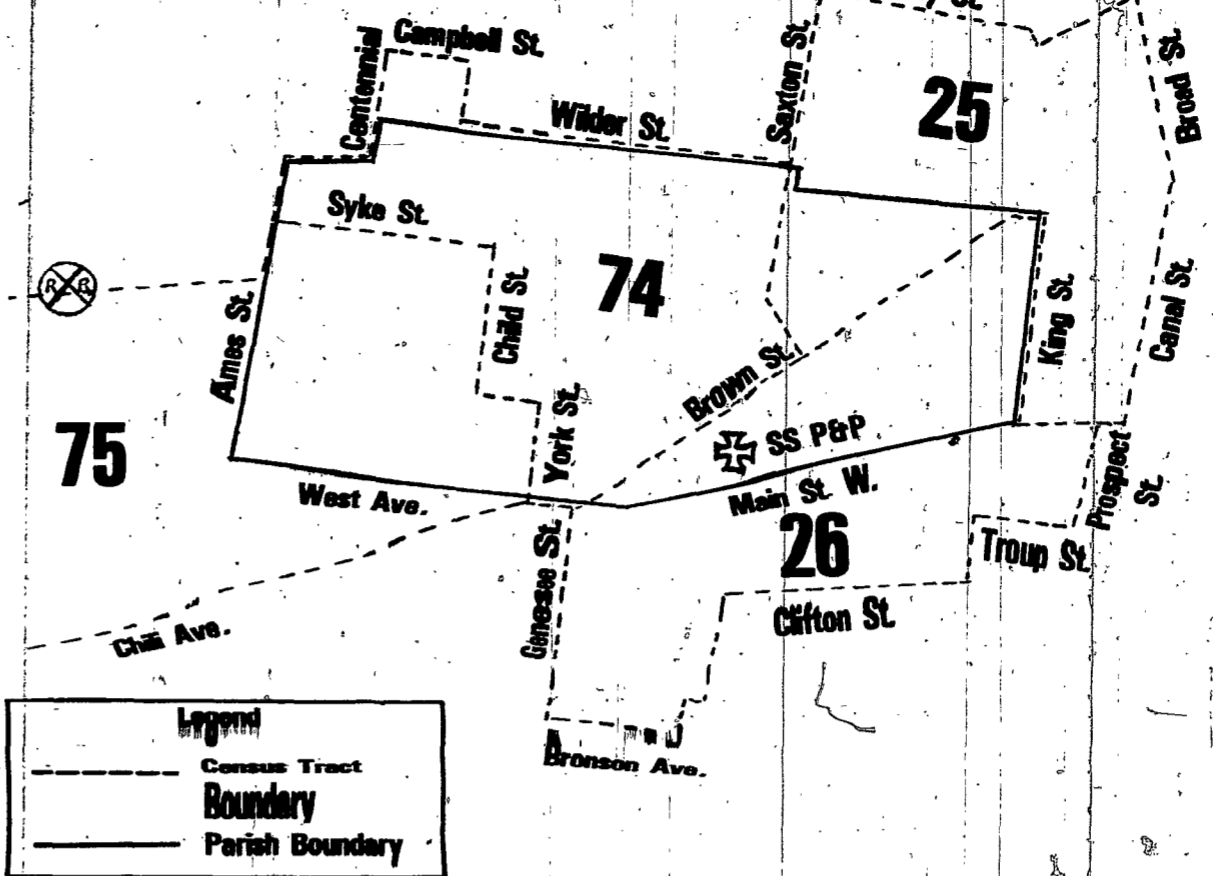 St.
Campbell St.
Centennial
Saxton St.
Broad St.
25
Wilder St.
Syke St.
74
R R
Ames St.
Child St.
King St.
Canal St.
75
Brown St.
York St.
SS P&P
West Ave.
Main St. W.
Prospect St.
26
Troup St.
Genesee St.
Clifton St.
Chili Ave.
Bronson Ave.
Legend
Census Tract
Boundary
Parish Boundary